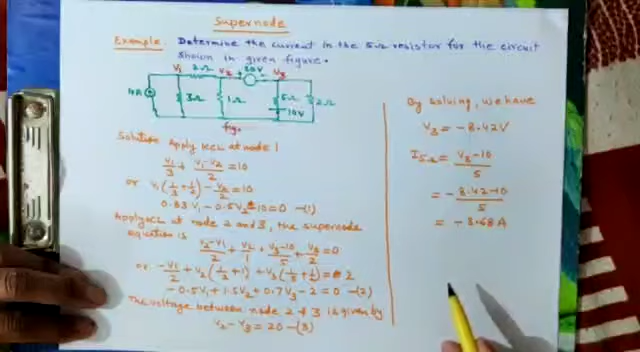 Supernode
Example. Determine the current in the 5Ω resistor for the circuit
shown in given figure.
V1 2Ω V2 V3
3Ω 1Ω 5Ω 2Ω
10V
fig.
Solution Apply KCL at node 1
V1/3 + (V1-V2)/2 = 10
or V1(1/3+1/2) - V2/2 = 10
0.83 V1 - 0.5V2 - 10 = 0 -(1)
Apply KCL at node 2 and 3, the supernode
equation is
(V2-V1)/2 + V2/1 + (V3-10)/5 + V3/2 = 0
or -V1/2 + V2(1/2+1) + V3(1/5+1/2) = 2
-0.5V1 + 1.5V2 + 0.7V3 - 2 = 0 -(2)
The voltage between node 2 & 3 is given by
V2 - V3 = 20 -(3)
By solving, we have
V3 = -8.42V
I5Ω = (V3-10)/5
= (-8.42-10)/5
= -3.68A